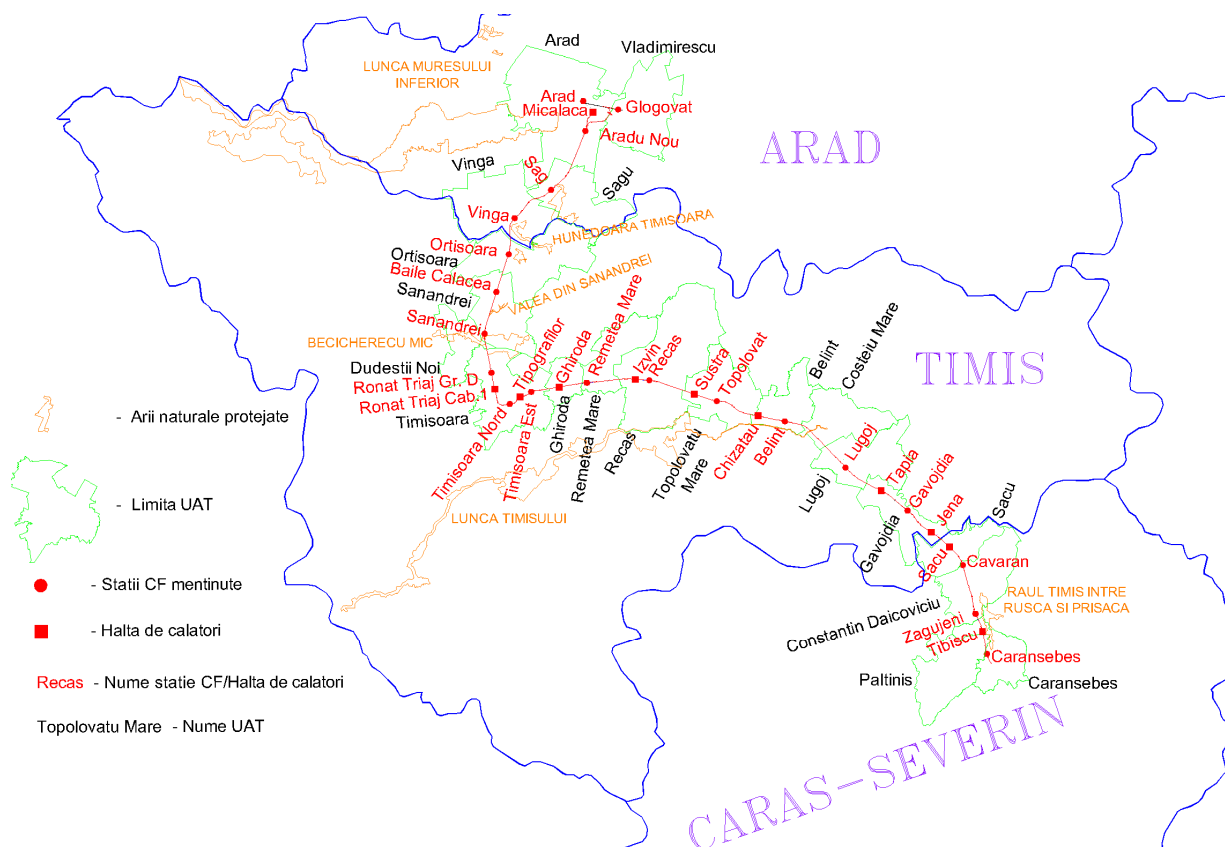 Arad
Vladimirescu
LUNCA MURESULUI
INFERIOR
Arad
Micalaca
Glogovat
Aradu Nou
ARAD
Vinga
Sag
Sagu
Vinga
HUNEDOARA TIMISOARA
Ortisoara
Ortisoara
Baile Calacea
Sanandrei
VALEA DIN SANANDREI
Sanandrei
BECICHERECU MIC
Dudestii Noi
Ronat Triaj Gr. D
Ronat Triaj Cab.1
Timisoara
Timisoara Nord
Tipografilor
Timisoara Est
Ghiroda
Ghiroda
Remetea Mare
Remetea Mare
Izvin
Recas
Recas
Sustra
Topolovat
Topolovatu
Mare
Chizatau
Belint
Belint
Costeiu Mare
TIMIS
Lugoj
Lugoj
Tapia
Gavojdia
Gavojdia
Jena
Sacu
Sacu
Cavaran
LUNCA TIMISULUI
RAUL TIMIS INTRE
RUSCA SI PRISACA
Constantin Daicoviciu
Zagujeni
Tibiscu
Caransebes
Paltinis
Caransebes
CARAS-SEVERIN
- Arii naturale protejate
- Limita UAT
- Statii CF mentinute
- Halta de calatori
Recas - Nume statie CF/Halta de calatori
Topolovatu Mare - Nume UAT